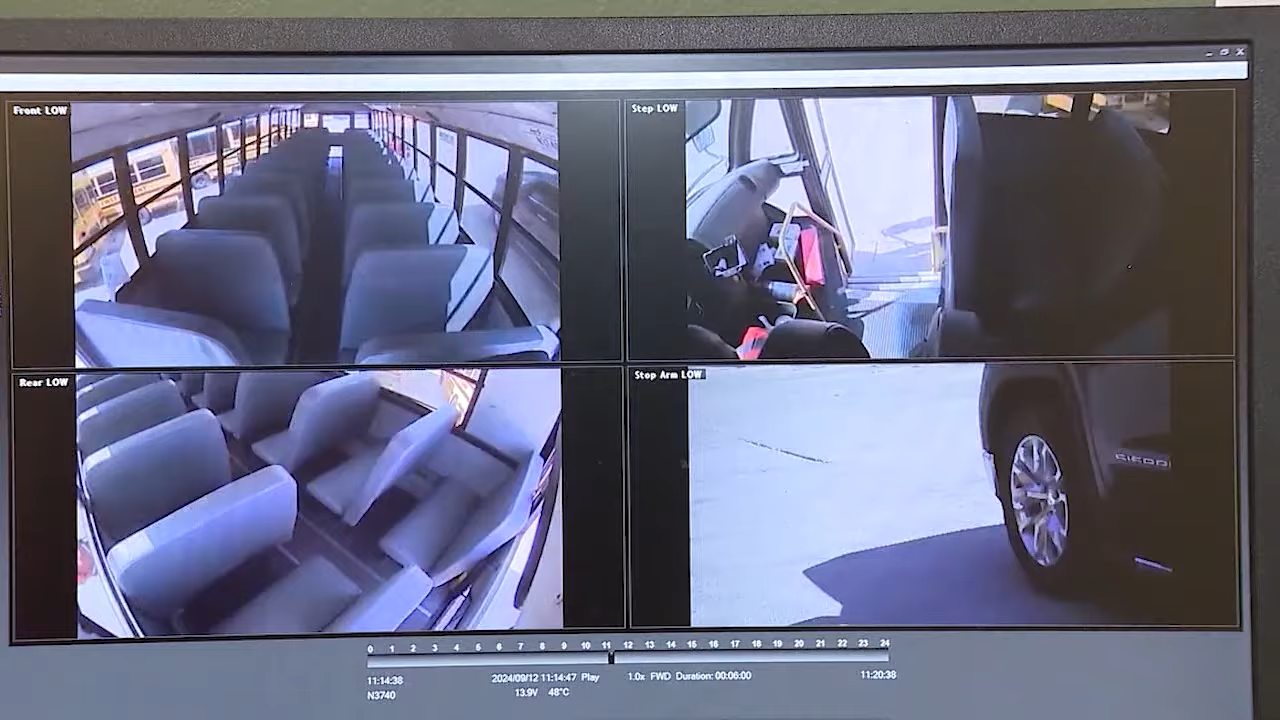 Front LOW
Step LOW
Rear LOW
Stop Arm LOW
SIERRA
0 1 2 3 4 5 6 7 8 9 10 11 12 13 14 15 16 17 18 19 20 21 22 23 24
11:14:38
2024/09/12 11:14:47 Play
1.0x FWD Duration: 00:06:00
11:20:38
N3740
13.9V 48°C